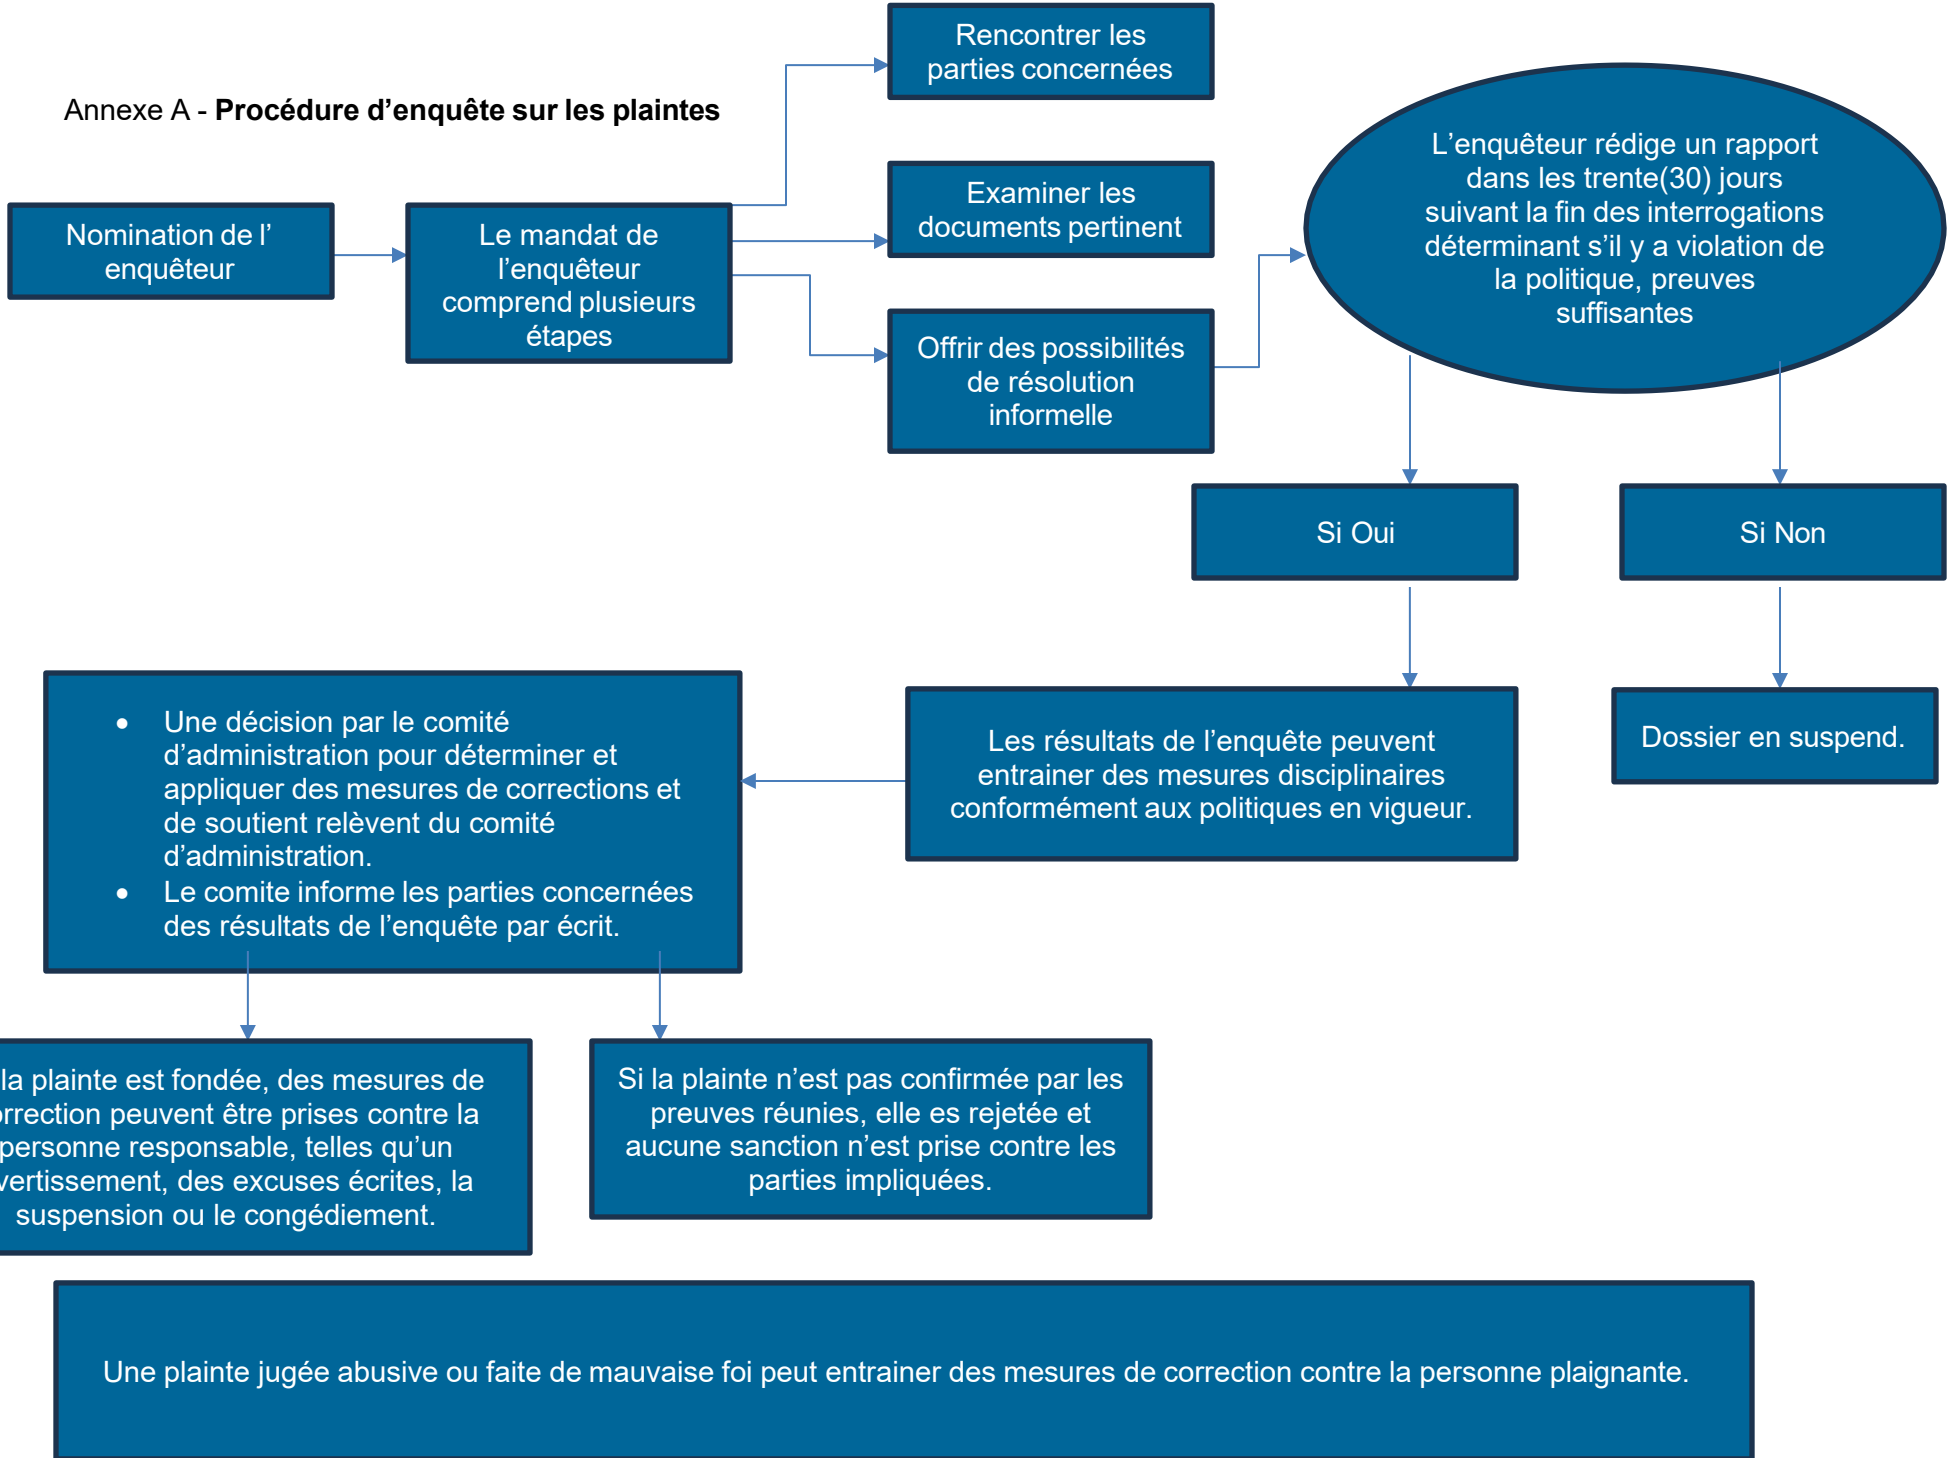 Annexe A - Procédure d'enquête sur les plaintes
Nomination de l'
enquêteur
Le mandat de
l'enquêteur
comprend plusieurs
étapes
Rencontrer les
parties concernées
Examiner les
documents pertinent
Offrir des possibilités
de résolution
informelle
L'enquêteur rédige un rapport
dans les trente(30) jours
suivant la fin des interrogations
déterminant s'il y a violation de
la politique, preuves
suffisantes
Si Oui
Si Non
Les résultats de l'enquête peuvent
entrainer des mesures disciplinaires
conformément aux politiques en vigueur.
Dossier en suspend.
• Une décision par le comité
d'administration pour déterminer et
appliquer des mesures de corrections et
de soutient relèvent du comité
d'administration.
• Le comite informe les parties concernées
des résultats de l'enquête par écrit.
la plainte est fondée, des mesures de
orrection peuvent être prises contre la
personne responsable, telles qu'un
vertissement, des excuses écrites, la
suspension ou le congédiement.
Si la plainte n'est pas confirmée par les
preuves réunies, elle es rejetée et
aucune sanction n'est prise contre les
parties impliquées.
Une plainte jugée abusive ou faite de mauvaise foi peut entrainer des mesures de correction contre la personne plaignante.